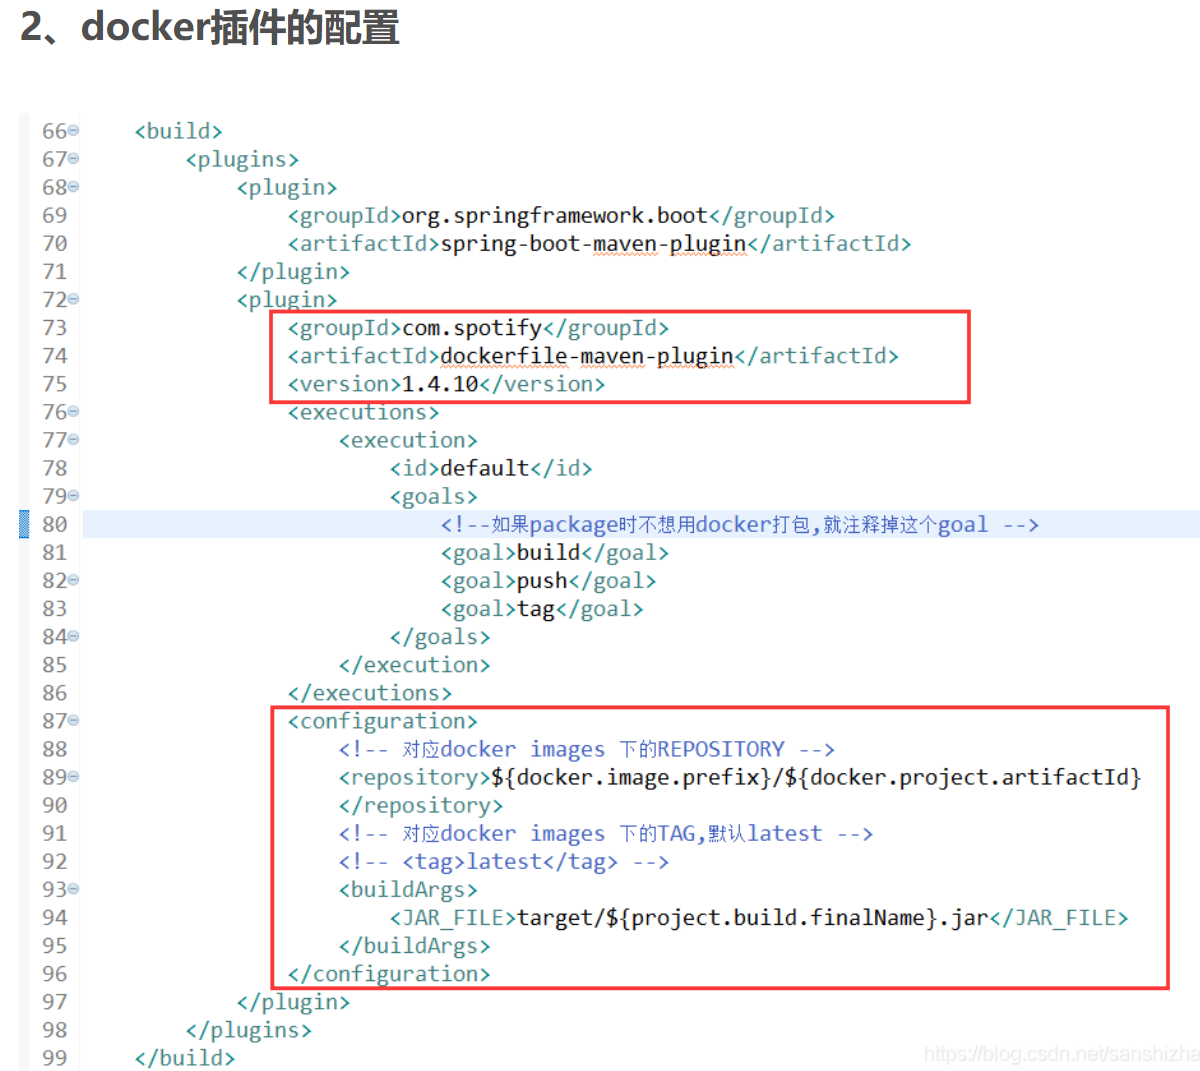 2、docker插件的配置
66 <build>
67 <plugins>
68 <plugin>
69 <groupId>org.springframework.boot</groupId>
70 <artifactId>spring-boot-maven-plugin</artifactId>
71 </plugin>
72 <plugin>
73 <groupId>com.spotify</groupId>
74 <artifactId>dockerfile-maven-plugin</artifactId>
75 <version>1.4.10</version>
76 <executions>
77 <execution>
78 <id>default</id>
79 <goals>
80 <!--如果package时不想用docker打包,就注释掉这个goal -->
81 <goal>build</goal>
82 <goal>push</goal>
83 <goal>tag</goal>
84 </goals>
85 </execution>
86 </executions>
87 <configuration>
88 <!-- 对应docker images 下的REPOSITORY -->
89 <repository>${docker.image.prefix}/${docker.project.artifactId}
90 </repository>
91 <!-- 对应docker images 下的TAG,默认latest -->
92 <!-- <tag>latest</tag> -->
93 <buildArgs>
94 <JAR_FILE>target/${project.build.finalName}.jar</JAR_FILE>
95 </buildArgs>
96 </configuration>
97 </plugin>
98 </plugins>
99 </build>
https://blog.csdn.net/sanshizha